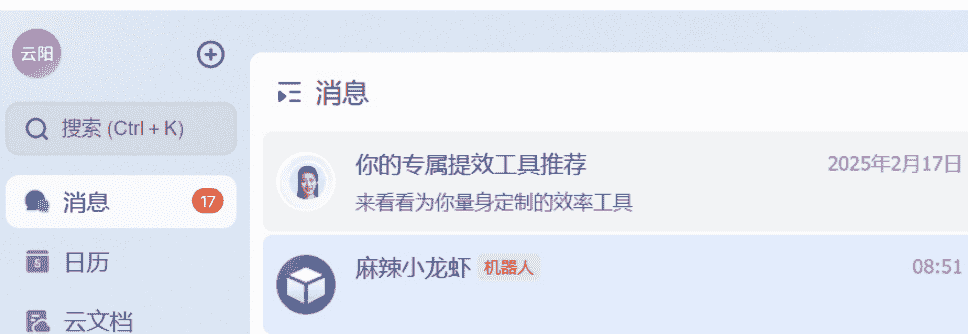 云阳
搜索 (Ctrl + K)
消息 17
日历
云文档
消息
你的专属提效工具推荐 2025年2月17日
来看看为你量身定制的效率工具
麻辣小龙虾 机器人 08:51